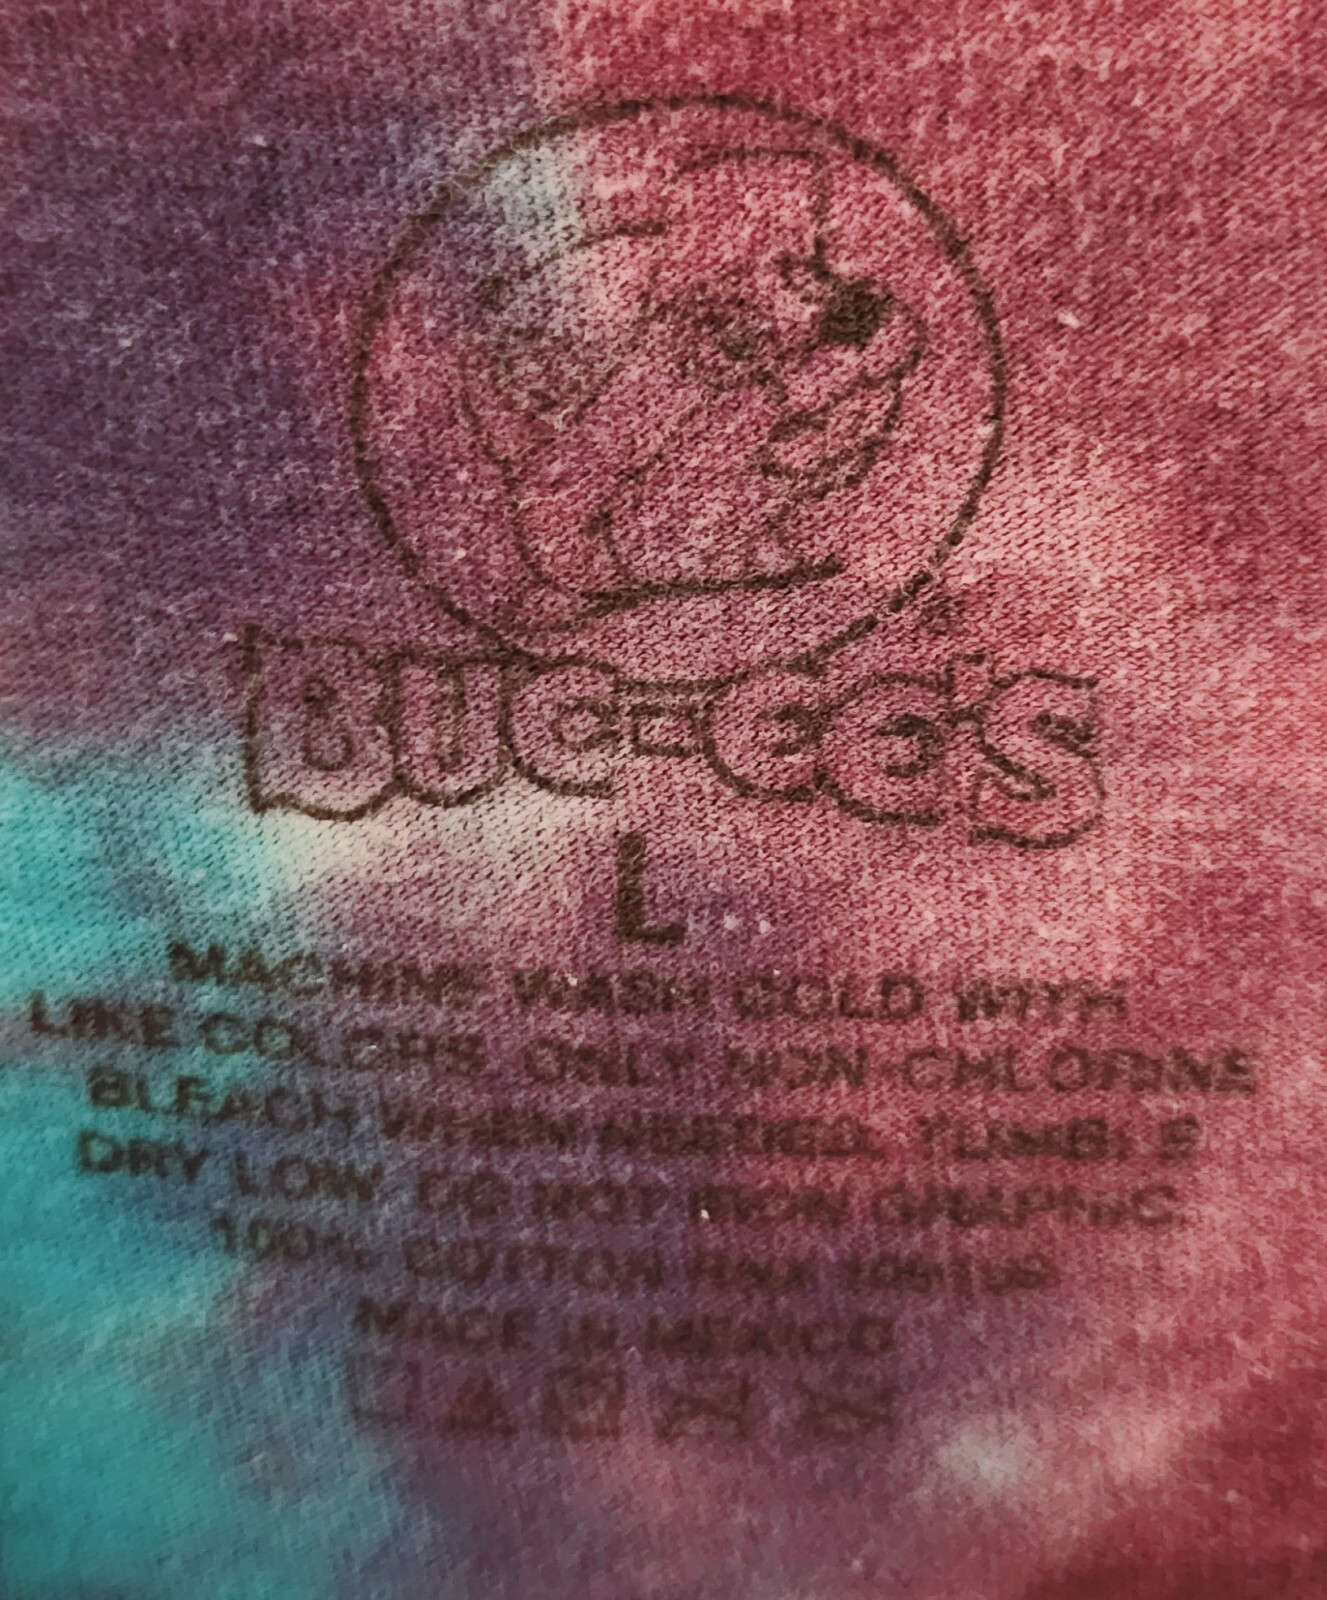 BUC-EE'S
L
MACHINE WASH COLD WITH
LIKE COLORS. ONLY NON CHLORINE
BLEACH WHEN NEEDED. TUMBLE
DRY LOW. DO NOT IRON GRAPHIC.
100% COTTON RN#
MADE IN MEXICO